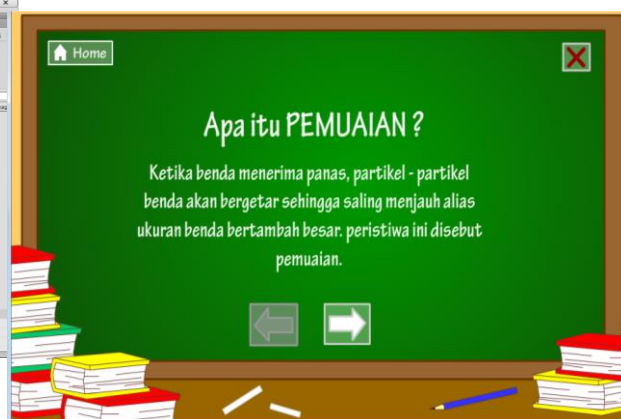 Home
Apa itu PEMUAIAN ?
Ketika benda menerima panas, partikel - partikel
benda akan bergetar sehingga saling menjauh alias
ukuran benda bertambah besar. peristiwa ini disebut
pemuaian.